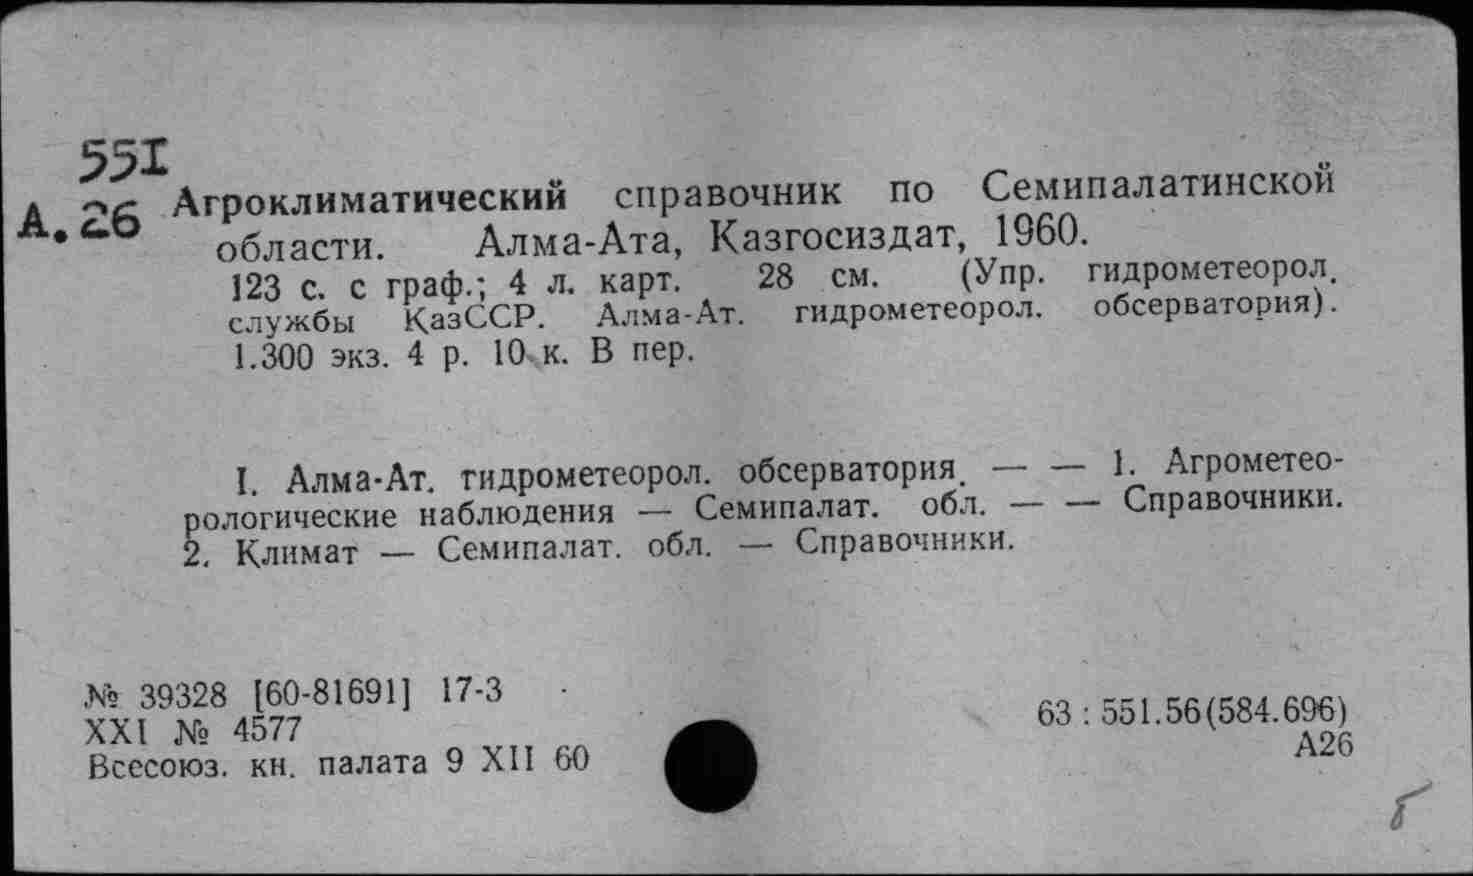 551
А.26 Агроклиматический справочник по Семипалатинской
области. Алма-Ата, Казгосиздат, 1960.
123 с. с граф.; 4 л. карт. 28 см. (Упр. гидрометеорол.
службы КазССР. Алма-Ат. гидрометеорол. обсерватория).
1.300 экз. 4 р. 10 к. В пер.
I. Алма-Ат. гидрометеорол. обсерватория. — — 1. Агрометео-
рологические наблюдения — Семипалат. обл. — — Справочники.
2. Климат — Семипалат. обл. — Справочники.
№ 39328 [60-81691] 17-3
XXI № 4577
Всесоюз. кн. палата 9 XII 60
63 : 551.56(584.696)
А26
г